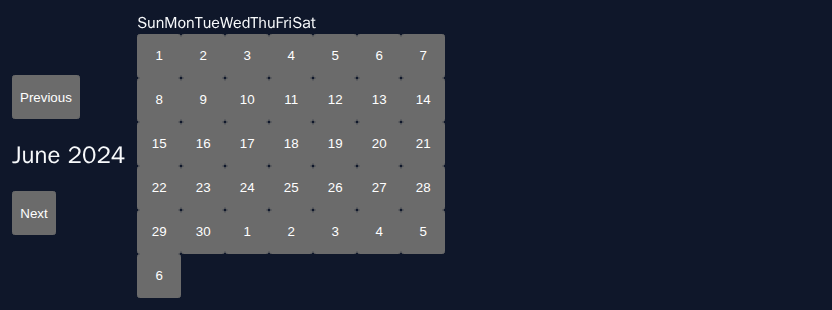 SunMonTueWedThuFriSat
1 2 3 4 5 6 7
8 9 10 11 12 13 14
Previous
15 16 17 18 19 20 21
June 2024
22 23 24 25 26 27 28
Next
29 30 1 2 3 4 5
6